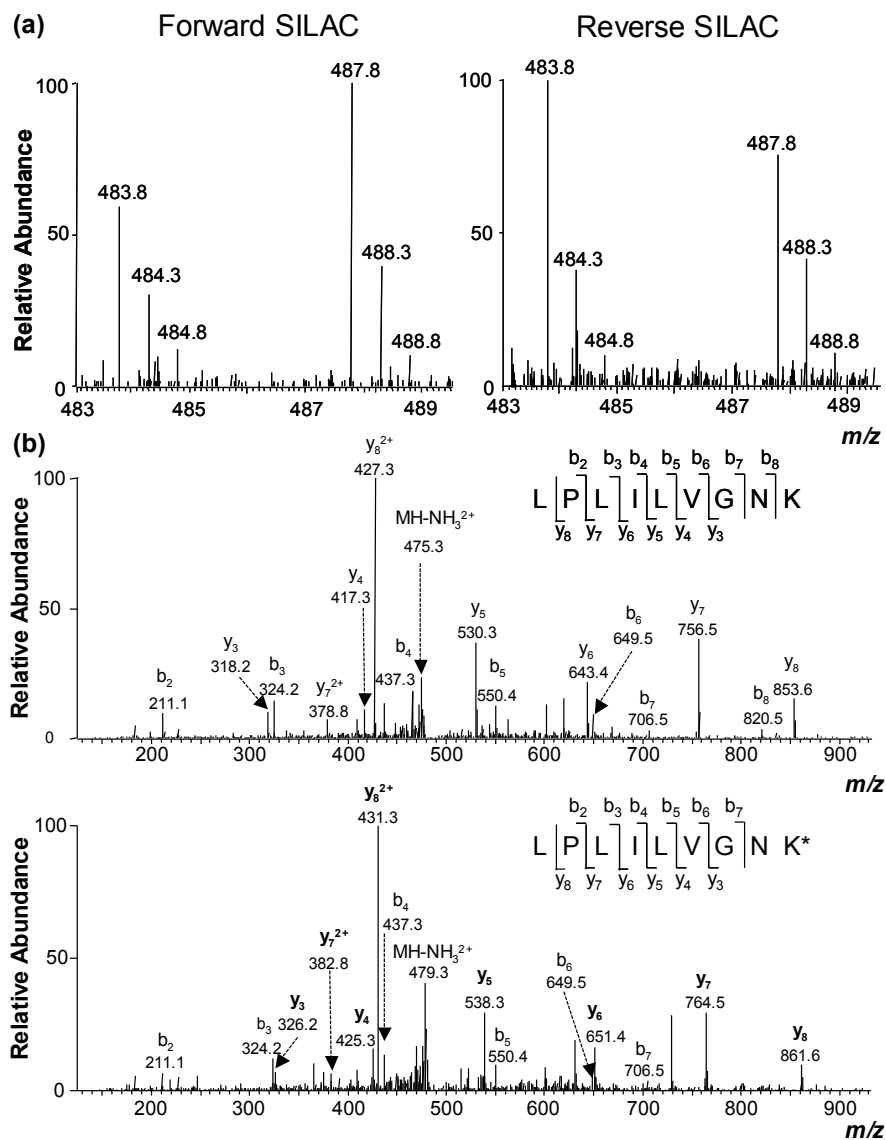 (a)
Forward SILAC
Reverse SILAC
Relative Abundance
100
50
0
483.8
484.3
484.8
487.8
488.3
488.8
483
485
487
489
100
50
0
483.8
484.3
484.8
487.8
488.3
488.8
483
485
487
489
m/z
(b)
Relative Abundance
100
50
0
y₈²⁺
427.3
MH-NH₃²⁺
475.3
y₄
417.3
y₃
318.2
b₂
211.1
b₃
324.2
y₇²⁺
378.8
b₄
437.3
y₅
530.3
b₅
550.4
y₆
643.4
b₆
649.5
b₇
706.5
y₇
756.5
b₈
820.5
y₈
853.6
b₂ b₃ b₄ b₅ b₆ b₇ b₈
L P L I L V G N K
y₈ y₇ y₆ y₅ y₄ y₃
200 300 400 500 600 700 800 900
m/z
Relative Abundance
100
50
0
y₈²⁺
431.3
b₄
437.3
y₇²⁺
382.8
MH-NH₃²⁺
479.3
b₂
211.1
b₃
324.2
y₃
326.2
y₄
425.3
y₅
538.3
b₅
550.4
b₆
649.5
y₆
651.4
b₇
706.5
y₇
764.5
y₈
861.6
b₂ b₃ b₄ b₅ b₆ b₇
L P L I L V G N K*
y₈ y₇ y₆ y₅ y₄ y₃
200 300 400 500 600 700 800 900
m/z